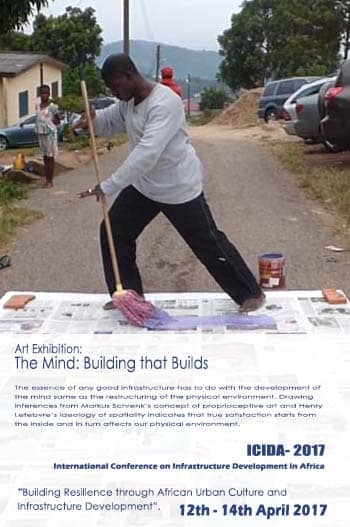 Art Exhibition:
The Mind: Building that Builds
The essence of any good infrastructure has to do with the development of
the mind same as the restructuring of the physical environment. Drawing
inferences from Markus Schrenk's concept of proprioceptive art and Henry
Lefebvre's ideology of spatiality indicates that true satisfaction starts from
the inside and in turn affects our physical environment.
ICIDA- 2017
International Conference on Infrastructure Development in Africa
"Building Resilience through African Urban Culture and
Infrastructure Development".
12th - 14th April 2017